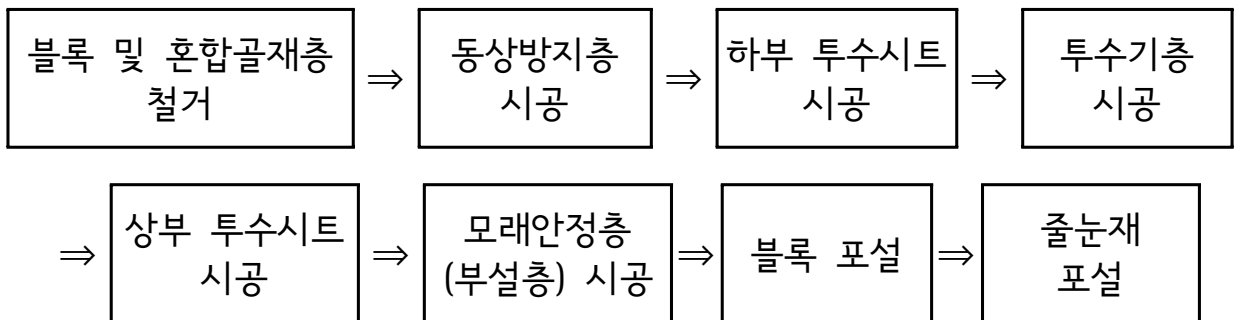 블록 및 혼합골재층
철거
⇒
동상방지층
시공
⇒
하부 투수시트
시공
⇒
투수기층
시공
⇒
상부 투수시트
시공
⇒
모래안정층
(부설층) 시공
⇒
블록 포설
⇒
줄눈재
포설